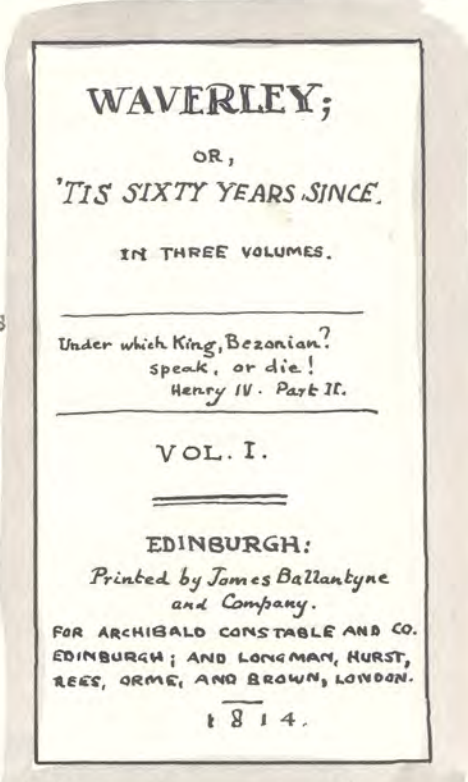 WAVERLEY;
OR,
'TIS SIXTY YEARS SINCE.
IN THREE VOLUMES.
Under which King, Bezonian?
speak, or die!
Henry IV. Part II.
VOL. I.
EDINBURGH:
Printed by James Ballantyne
and Company.
FOR ARCHIBALD CONSTABLE AND CO.
EDINBURGH; AND LONGMAN, HURST,
REES, ORME, AND BROWN, LONDON.
1814.